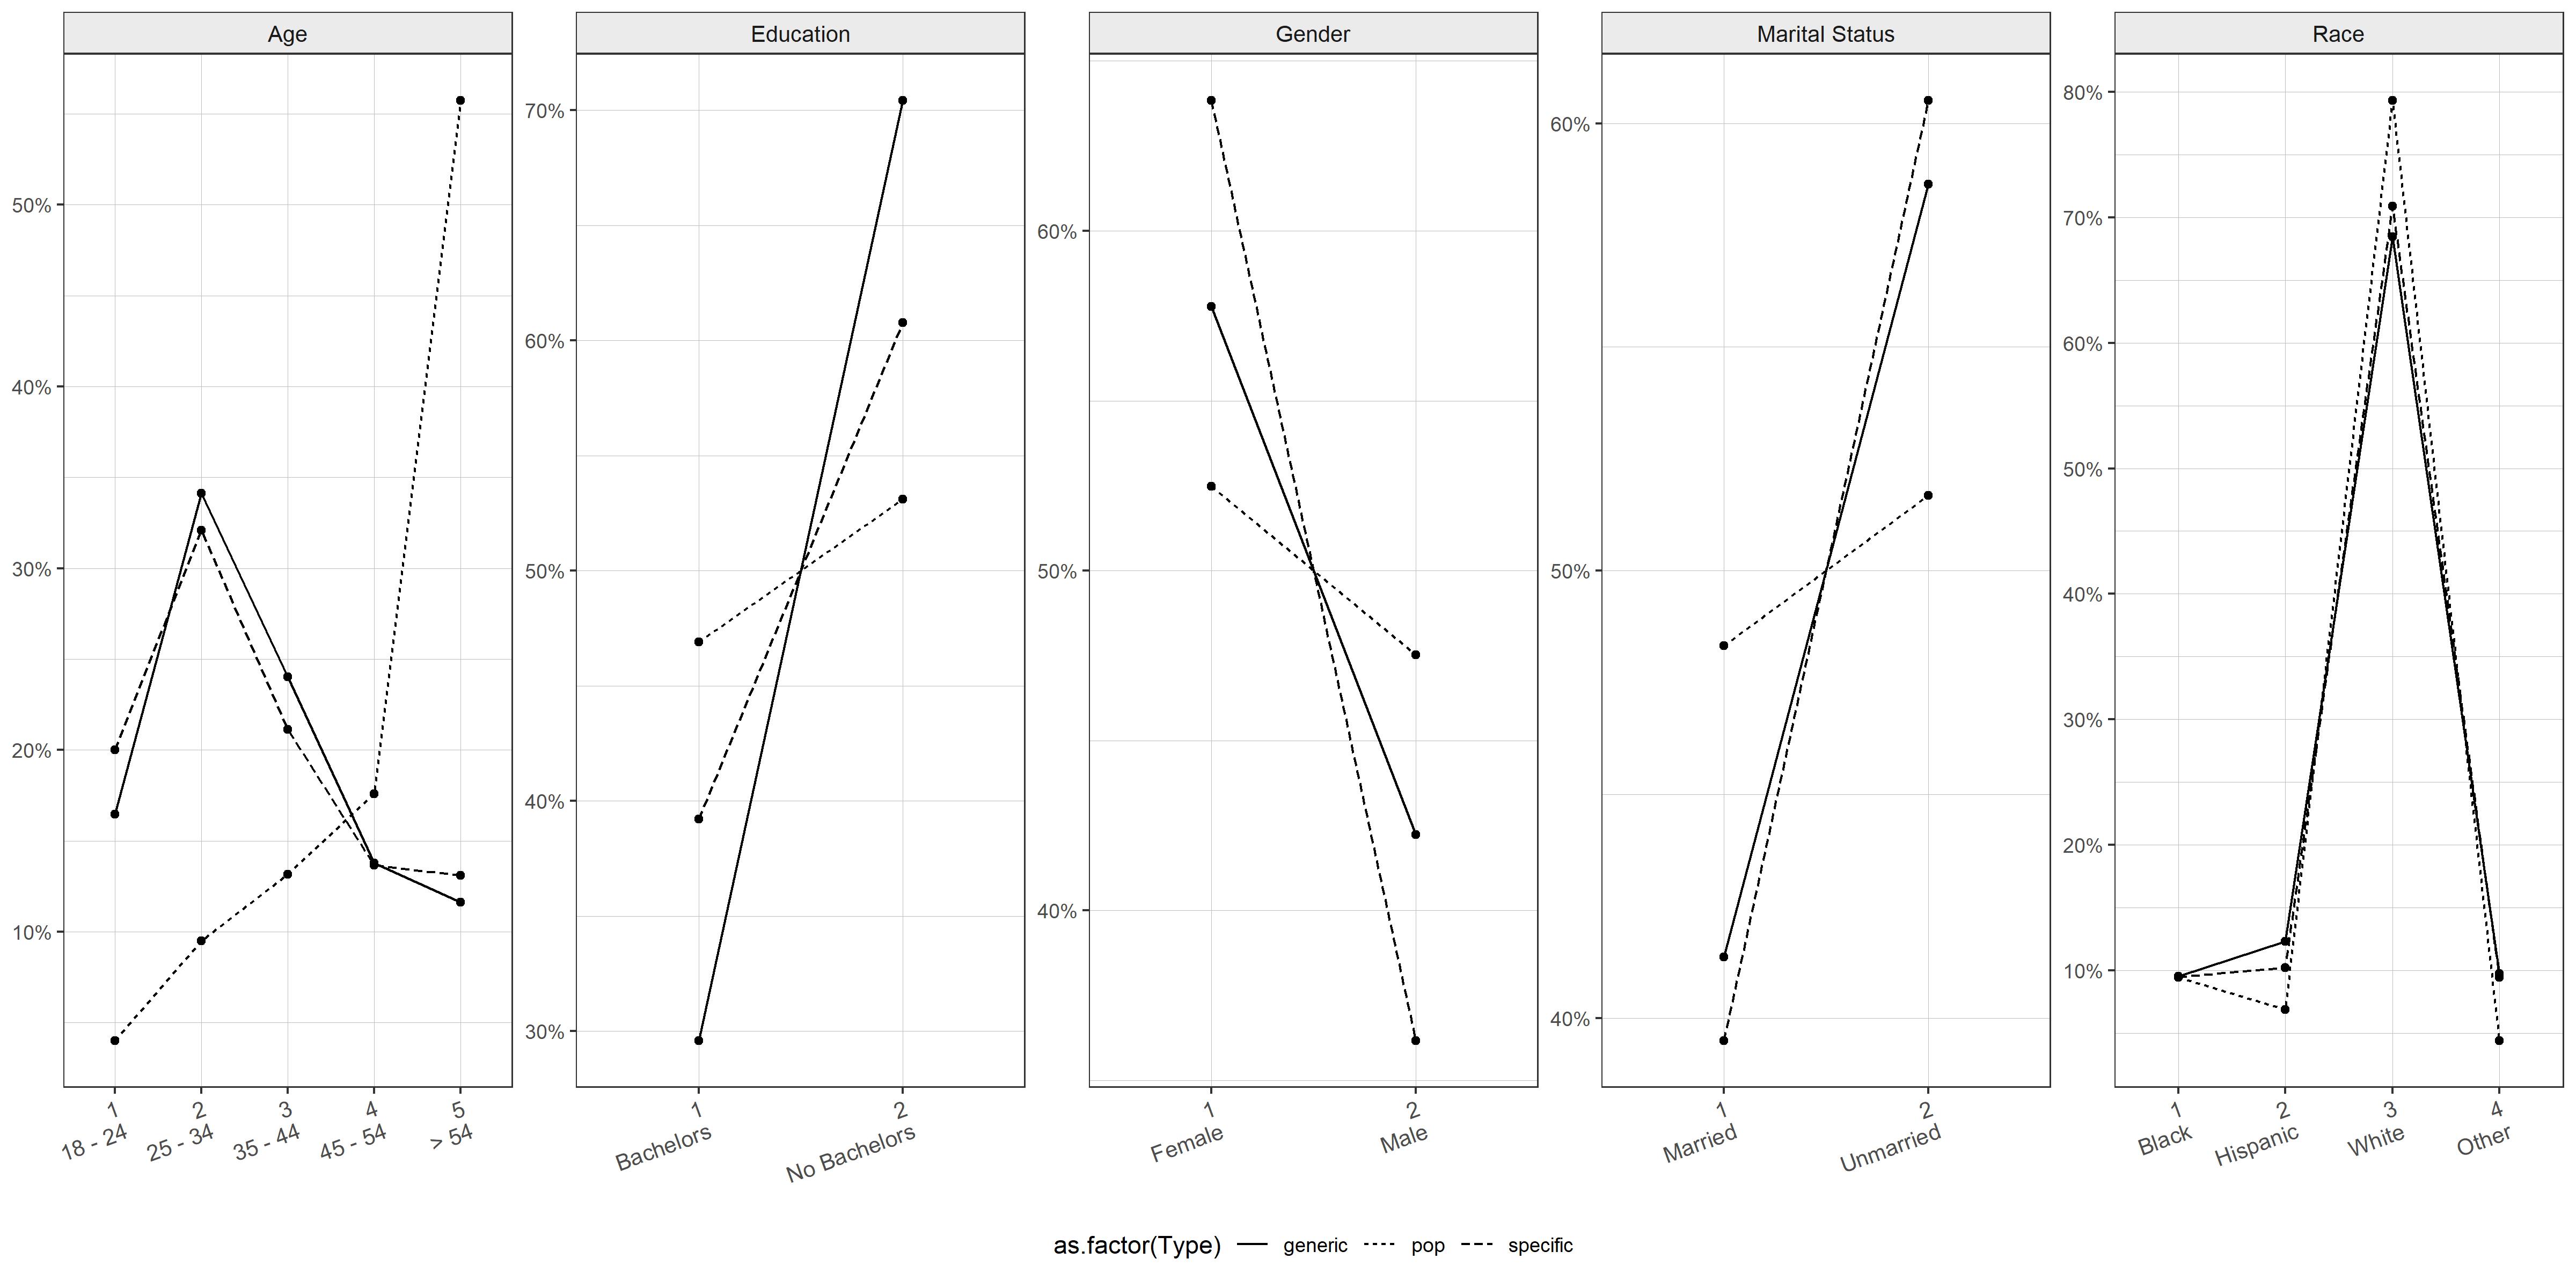 Age
Education
Gender
Marital Status
Race
50%
40%
30%
20%
10%
70%
60%
50%
40%
30%
60%
50%
40%
60%
50%
40%
80%
70%
60%
50%
40%
30%
20%
10%
1
18 - 24
2
25 - 34
3
35 - 44
4
45 - 54
5
> 54
1
Bachelors
2
No Bachelors
1
Female
2
Male
1
Married
2
Unmarried
1
Black
2
Hispanic
3
White
4
Other
as.factor(Type) generic pop specific